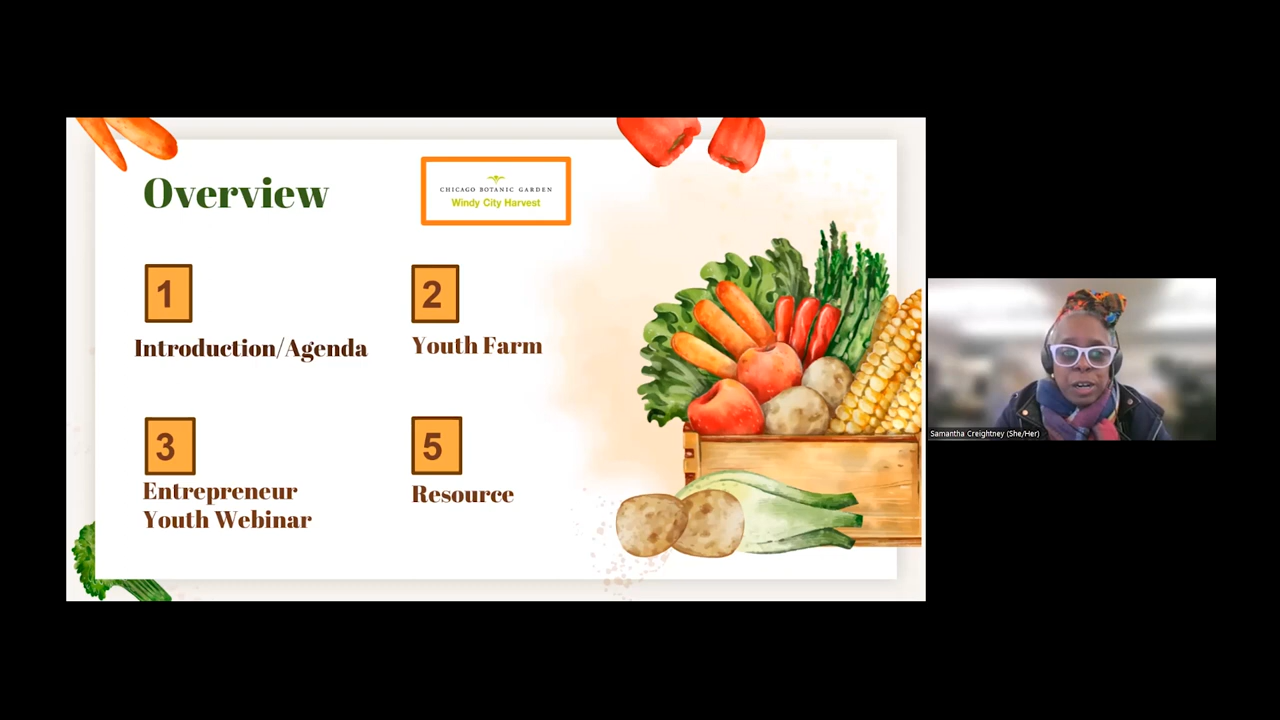 Overview
CHICAGO BOTANIC GARDEN
Windy City Harvest
1
Introduction/Agenda
2
Youth Farm
3
Entrepreneur
Youth Webinar
5
Resource
Samantha Creightney (She/Her)